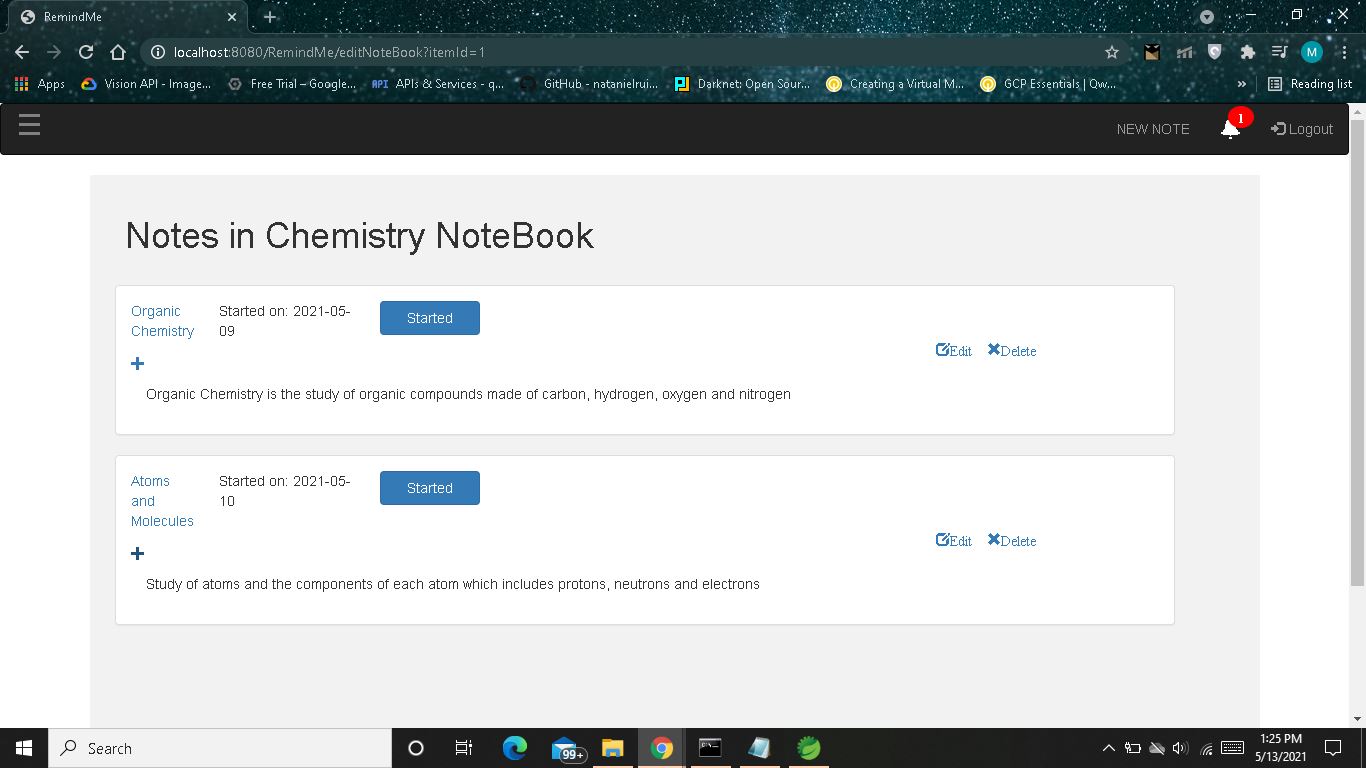 RemindMe
localhost:8080/RemindMe/editNoteBook?itemId=1
M
Apps
Vision API - Image...
Free Trial – Google...
API APIs & Services - q...
GitHub - natanielrui...
Darknet: Open Sour...
Creating a Virtual M...
GCP Essentials | Qw...
»
Reading list
NEW NOTE
1
Logout
Notes in Chemistry NoteBook
Organic
Chemistry
Started on: 2021-05-
09
Started
Edit
Delete
Organic Chemistry is the study of organic compounds made of carbon, hydrogen, oxygen and nitrogen
Atoms
and
Molecules
Started on: 2021-05-
10
Started
Edit
Delete
Study of atoms and the components of each atom which includes protons, neutrons and electrons
Search
99+
1:25 PM
5/13/2021